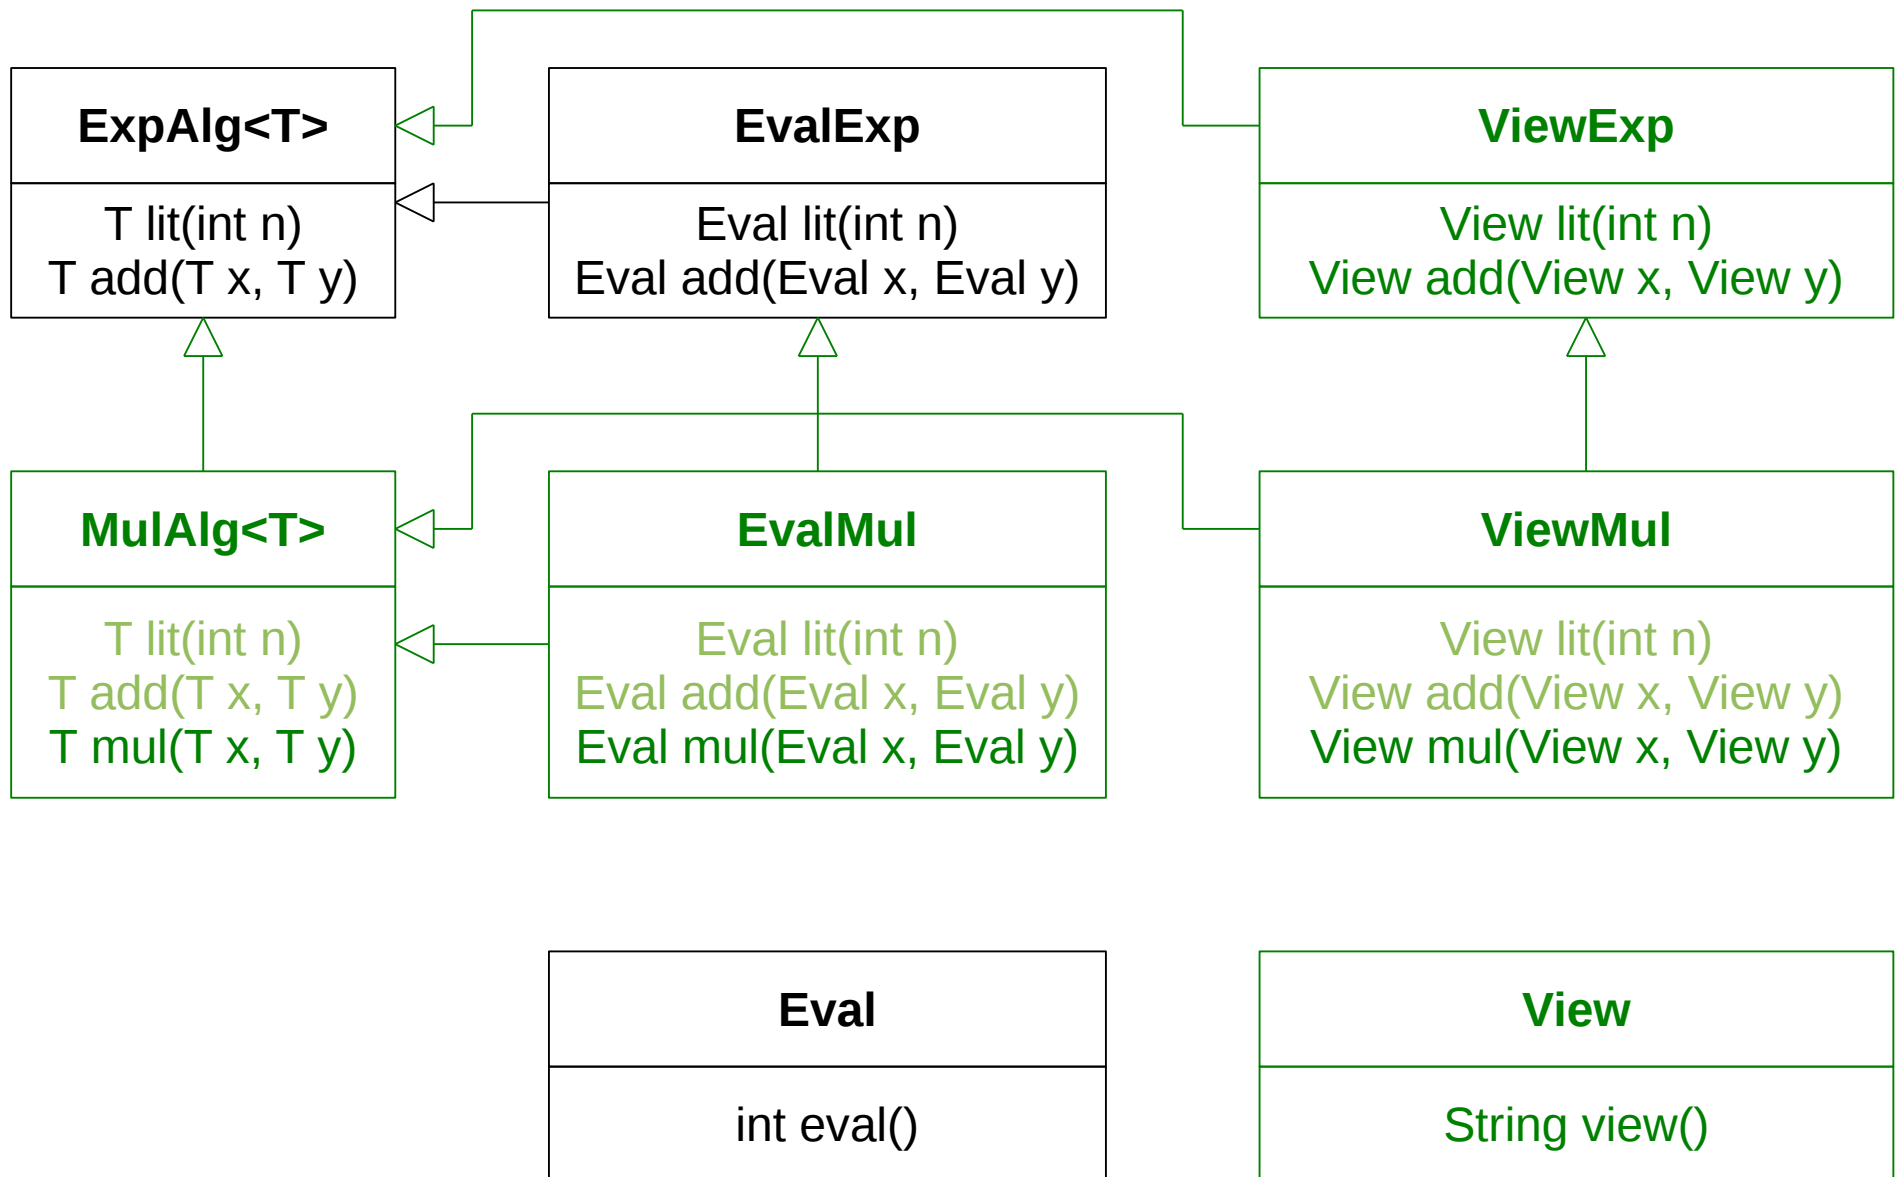 ExpAlg<T>
T lit(int n)
T add(T x, T y)
EvalExp
Eval lit(int n)
Eval add(Eval x, Eval y)
ViewExp
View lit(int n)
View add(View x, View y)
MulAlg<T>
T lit(int n)
T add(T x, T y)
T mul(T x, T y)
EvalMul
Eval lit(int n)
Eval add(Eval x, Eval y)
Eval mul(Eval x, Eval y)
ViewMul
View lit(int n)
View add(View x, View y)
View mul(View x, View y)
Eval
int eval()
View
String view()